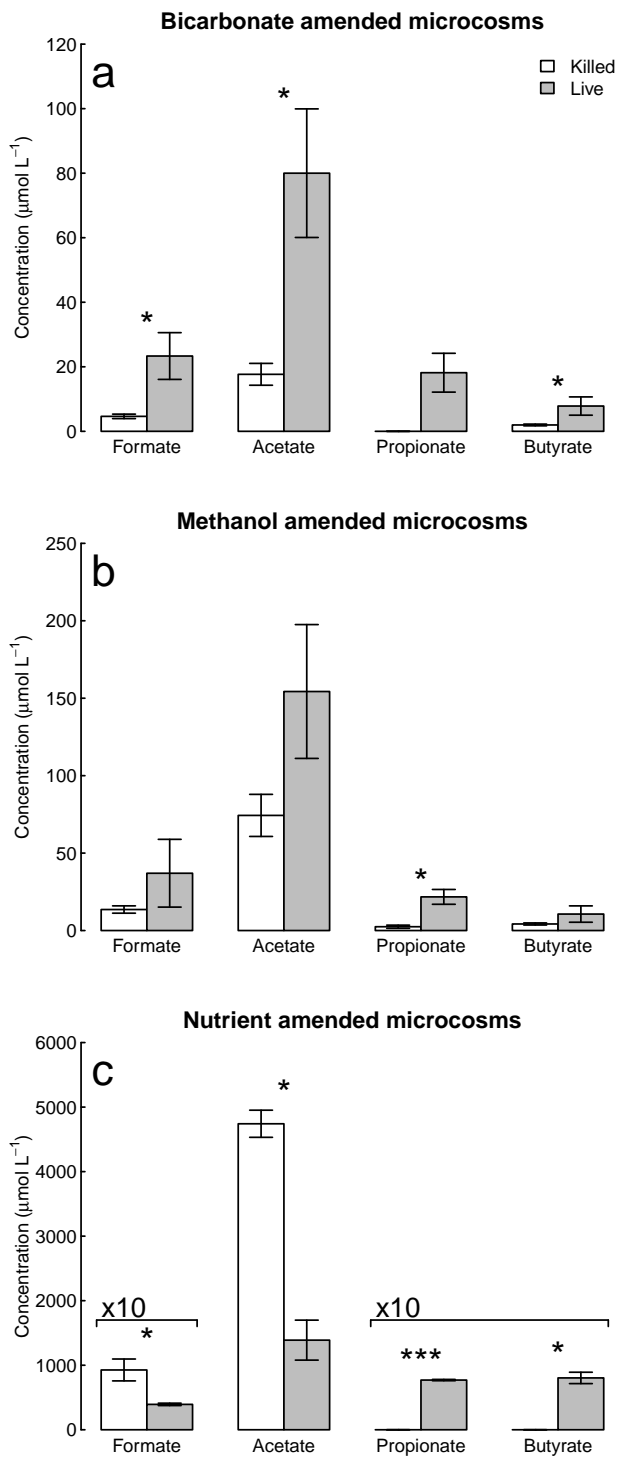 Bicarbonate amended microcosms
a
Killed
Live
*
*
*
Concentration (µmol L⁻¹)
120
100
80
60
40
20
0
Formate Acetate Propionate Butyrate
Methanol amended microcosms
b
*
Concentration (µmol L⁻¹)
250
200
150
100
50
0
Formate Acetate Propionate Butyrate
Nutrient amended microcosms
c
*
x10 x10
* *** *
Concentration (µmol L⁻¹)
6000
5000
4000
3000
2000
1000
0
Formate Acetate Propionate Butyrate